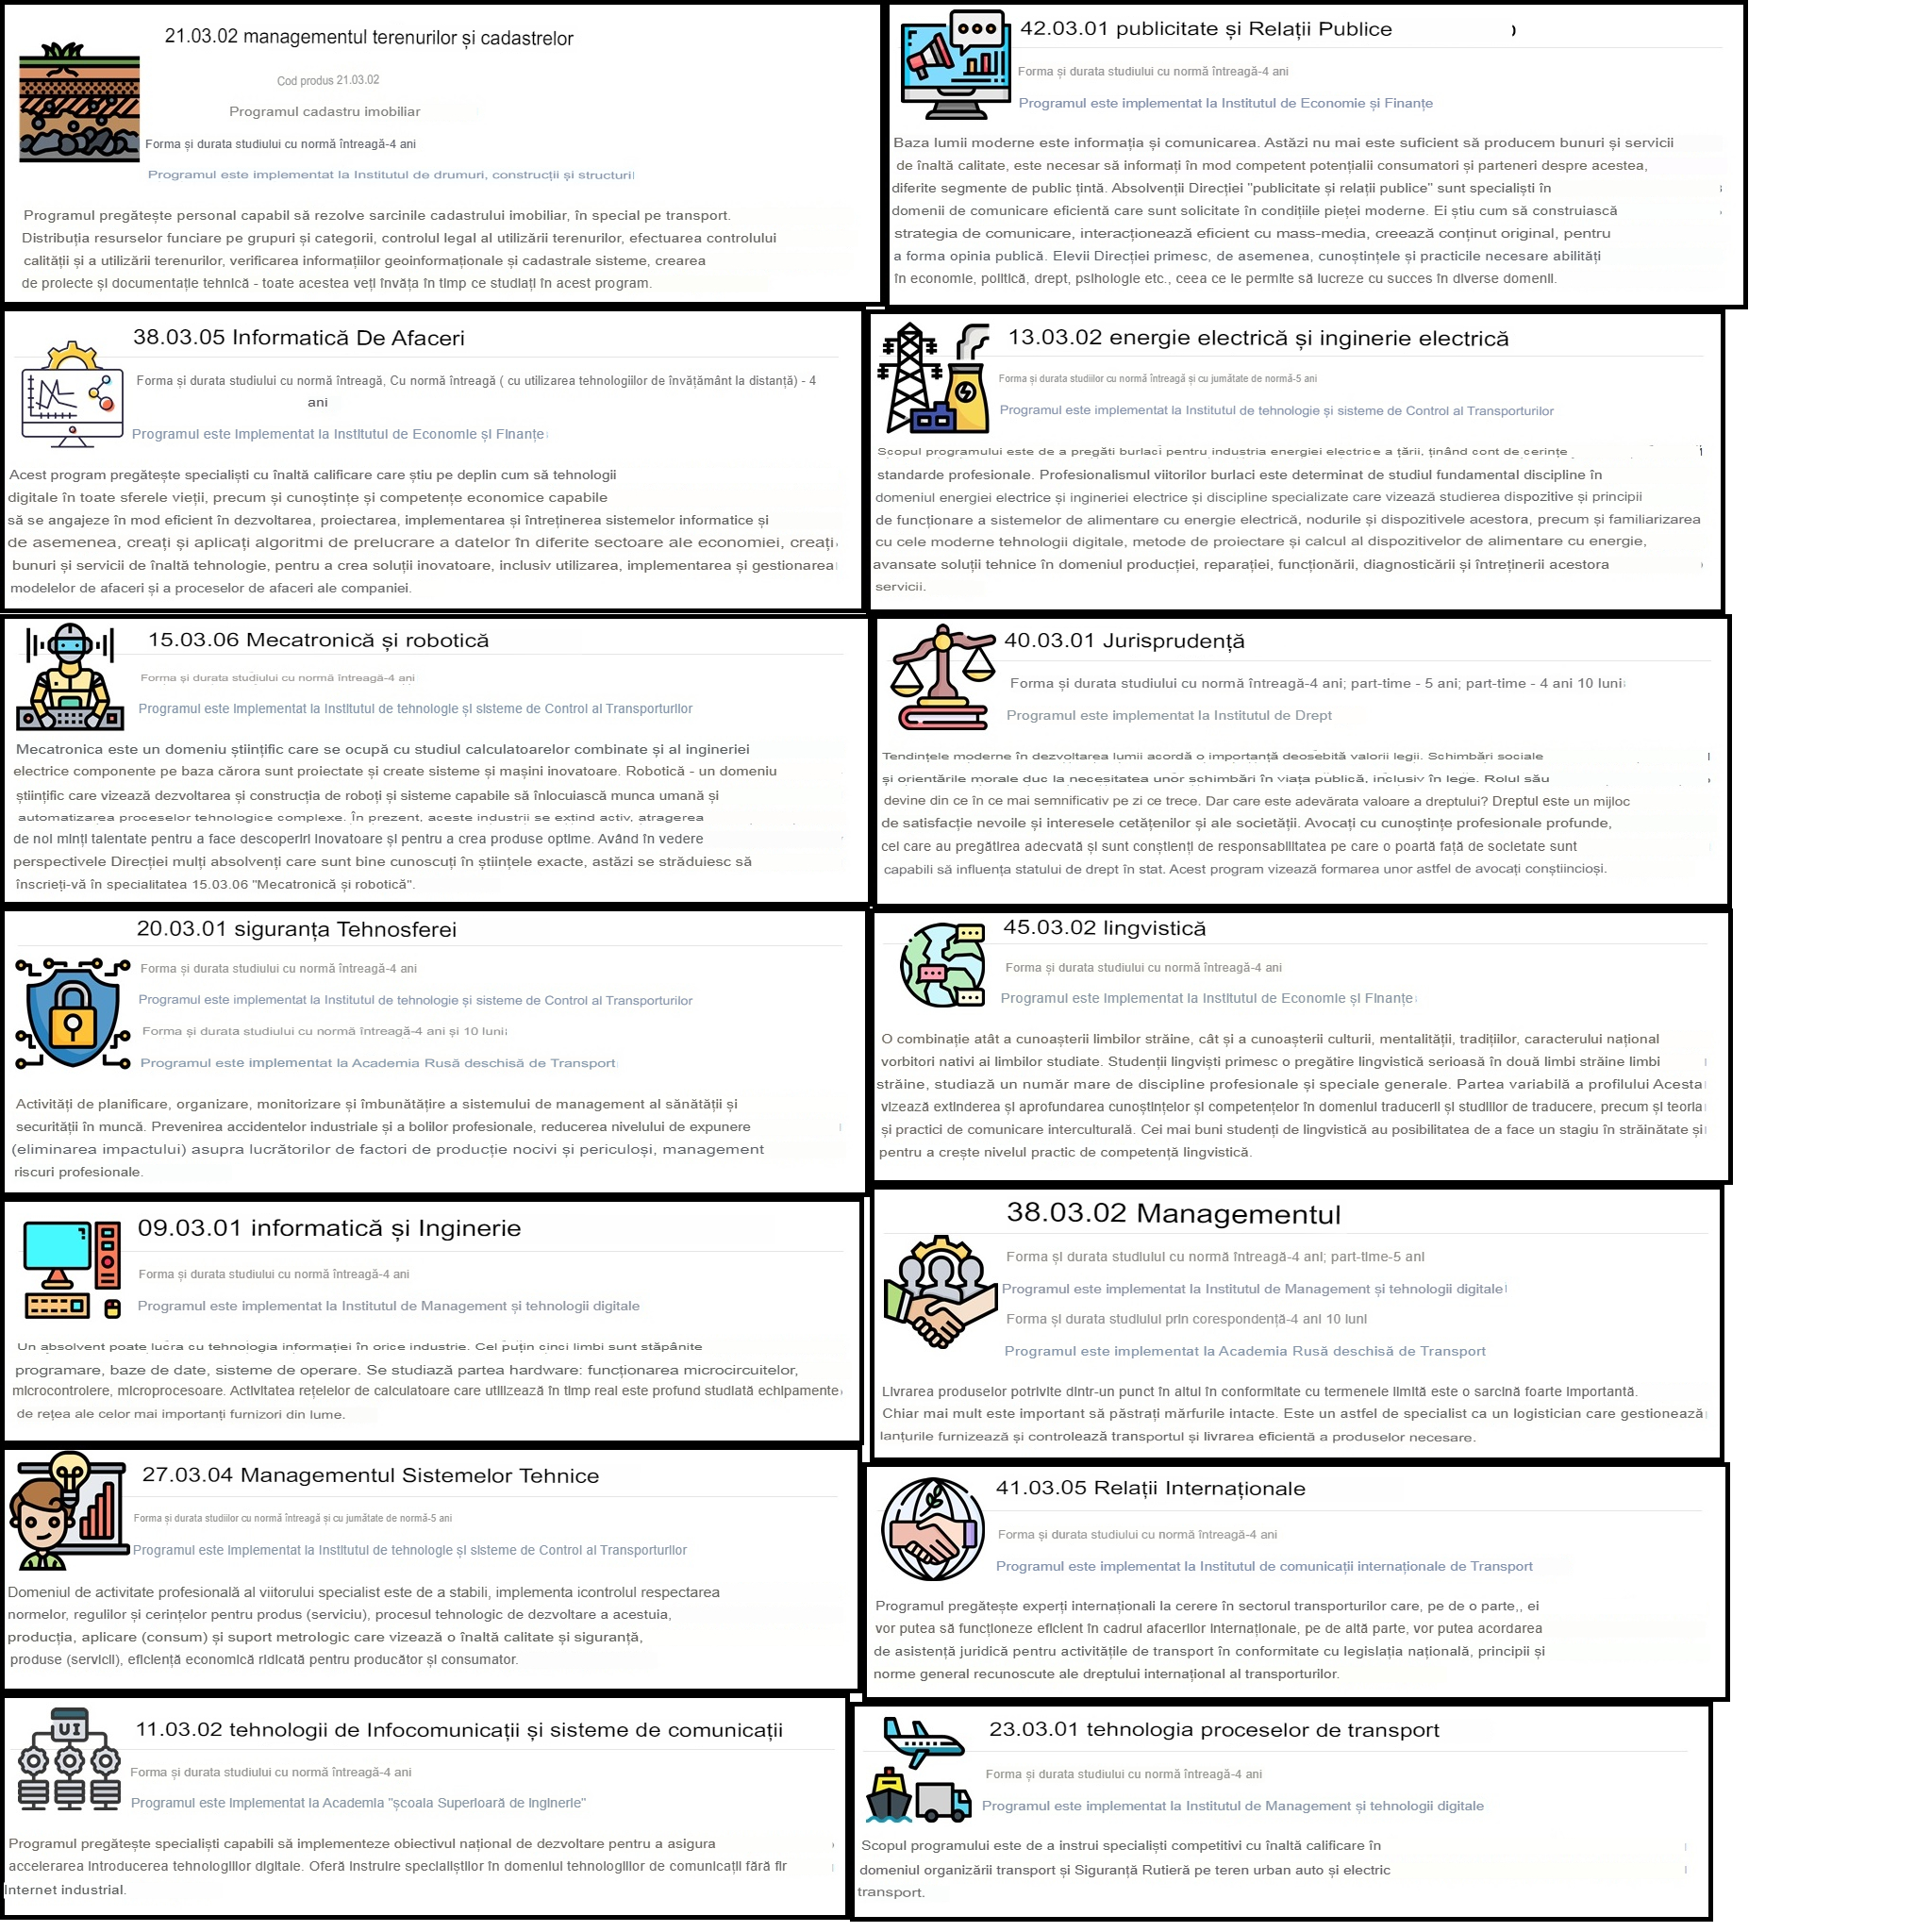 21.03.02 managementul terenurilor și cadastrelor
Cod produs 21.03.02
Programul cadastru imobiliar
Forma și durata studiului cu normă întreagă-4 ani
Programul este implementat la Institutul de drumuri, construcții și structuri
Programul pregătește personal capabil să rezolve sarcinile cadastrului imobiliar, în special pe transport.
Distribuția resurselor funciare pe grupuri și categorii, controlul legal al utilizării terenurilor, efectuarea controlului
calității și a utilizării terenurilor, verificarea informațiilor geoinformaționale și cadastrale sisteme, crearea
de proiecte și documentație tehnică - toate acestea veți învăța în timp ce studiați în acest program.
42.03.01 publicitate și Relații Publice
Forma și durata studiului cu normă întreagă-4 ani
Programul este implementat la Institutul de Economie și Finanțe
Baza lumii moderne este informația și comunicarea. Astăzi nu mai este suficient să producem bunuri și servicii
de înaltă calitate, este necesar să informați în mod competent potențialii consumatori și parteneri despre acestea,
diferite segmente de public țintă. Absolvenții Direcției "publicitate și relații publice" sunt specialiști în
domenii de comunicare eficientă care sunt solicitate în condițiile pieței moderne. Ei știu cum să construiască
strategia de comunicare, interacționează eficient cu mass-media, creează conținut original, pentru
a forma opinia publică. Elevii Direcției primesc, de asemenea, cunoștințele și practicile necesare abilități
în economie, politică, drept, psihologie etc., ceea ce le permite să lucreze cu succes în diverse domenii.
38.03.05 Informatică De Afaceri
Forma și durata studiului cu normă întreagă, Cu normă întreagă ( cu utilizarea tehnologiilor de învățământ la distanță) - 4
ani
Programul este implementat la Institutul de Economie și Finanțe
Acest program pregătește specialiști cu înaltă calificare care știu pe deplin cum să tehnologii
digitale în toate sferele vieții, precum și cunoștințe și competențe economice capabile
să se angajeze în mod eficient în dezvoltarea, proiectarea, implementarea și întreținerea sistemelor informatice și
de asemenea, creați și aplicați algoritmi de prelucrare a datelor în diferite sectoare ale economiei, creați
bunuri și servicii de înaltă tehnologie, pentru a crea soluții inovatoare, inclusiv utilizarea, implementarea și gestionarea
modelelor de afaceri și a proceselor de afaceri ale companiei.
13.03.02 energie electrică și inginerie electrică
Forma și durata studiilor cu normă întreagă și cu jumătate de normă-5 ani
Programul este implementat la Institutul de tehnologie și sisteme de Control al Transporturilor
Scopul programului este de a pregăti burlaci pentru industria energiei electrice a țării, ținând cont de cerințe
standarde profesionale. Profesionalismul viitorilor burlaci este determinat de studiul fundamental discipline în
domeniul energiei electrice și ingineriei electrice și discipline specializate care vizează studierea dispozitive și principii
de funcționare a sistemelor de alimentare cu energie electrică, nodurile și dispozitivele acestora, precum și familiarizarea
cu cele moderne tehnologii digitale, metode de proiectare și calcul al dispozitivelor de alimentare cu energie,
avansate soluții tehnice în domeniul producției, reparației, funcționării, diagnosticării și întreținerii acestora
servicii.
15.03.06 Mecatronică și robotică
Forma și durata studiului cu normă întreagă-4 ani
Programul este implementat la Institutul de tehnologie și sisteme de Control al Transporturilor
Mecatronica este un domeniu științific care se ocupă cu studiul calculatoarelor combinate și al ingineriei
electrice componente pe baza cărora sunt proiectate și create sisteme și mașini inovatoare. Robotică - un domeniu
științific care vizează dezvoltarea și construcția de roboți și sisteme capabile să înlocuiască munca umană și
automatizarea proceselor tehnologice complexe. În prezent, aceste industrii se extind activ, atragerea
de noi minți talentate pentru a face descoperiri inovatoare și pentru a crea produse optime. Având în vedere
perspectivele Direcției mulți absolvenți care sunt bine cunoscuți în științele exacte, astăzi se străduiesc să
înscrieți-vă în specialitatea 15.03.06 "Mecatronică și robotică".
40.03.01 Jurisprudență
Forma și durata studiului cu normă întreagă-4 ani; part-time - 5 ani; part-time - 4 ani 10 luni
Programul este implementat la Institutul de Drept
Tendințele moderne în dezvoltarea lumii acordă o importanță deosebită valorii legii. Schimbări sociale
și orientările morale duc la necesitatea unor schimbări în viața publică, inclusiv în lege. Rolul său
devine din ce în ce mai semnificativ pe zi ce trece. Dar care este adevărata valoare a dreptului? Dreptul este un mijloc
de satisfacție nevoile și interesele cetățenilor și ale societății. Avocați cu cunoștințe profesionale profunde,
cei care au pregătirea adecvată și sunt conștienți de responsabilitatea pe care o poartă față de societate sunt
capabili să influența statului de drept în stat. Acest program vizează formarea unor astfel de avocați conștiincioși.
20.03.01 siguranța Tehnosferei
Forma și durata studiului cu normă întreagă-4 ani
Programul este implementat la Institutul de tehnologie și sisteme de Control al Transporturilor
Forma și durata studiului cu normă întreagă-4 ani și 10 luni
Programul este implementat la Academia Rusă deschisă de Transport
Activități de planificare, organizare, monitorizare și îmbunătățire a sistemului de management al sănătății și
securității în muncă. Prevenirea accidentelor industriale și a bolilor profesionale, reducerea nivelului de expunere
(eliminarea impactului) asupra lucrătorilor de factori de producție nocivi și periculoși, management
riscuri profesionale.
45.03.02 lingvistică
Forma și durata studiului cu normă întreagă-4 ani
Programul este implementat la Institutul de Economie și Finanțe
O combinație atât a cunoașterii limbilor străine, cât și a cunoașterii culturii, mentalității, tradițiilor, caracterului național
vorbitori nativi ai limbilor studiate. Studenții lingviști primesc o pregătire lingvistică serioasă în două limbi străine limbi
străine, studiază un număr mare de discipline profesionale și speciale generale. Partea variabilă a profilului Acesta
vizează extinderea și aprofundarea cunoștințelor și competențelor în domeniul traducerii și studiilor de traducere, precum și teoria
și practici de comunicare interculturală. Cei mai buni studenți de lingvistică au posibilitatea de a face un stagiu în străinătate și
pentru a crește nivelul practic de competență lingvistică.
09.03.01 informatică și Inginerie
Forma și durata studiului cu normă întreagă-4 ani
Programul este implementat la Institutul de Management și tehnologii digitale
Un absolvent poate lucra cu tehnologia informației în orice industrie. Cel puțin cinci limbi sunt stăpânite
programare, baze de date, sisteme de operare. Se studiază partea hardware: funcționarea microcircuitelor,
microcontrolere, microprocesoare. Activitatea rețelelor de calculatoare care utilizează în timp real este profund studiată echipamente
de rețea ale celor mai importanți furnizori din lume.
38.03.02 Managementul
Forma și durata studiului cu normă întreagă-4 ani; part-time-5 ani
Programul este implementat la Institutul de Management și tehnologii digitale
Forma și durata studiului prin corespondență-4 ani 10 luni
Programul este implementat la Academia Rusă deschisă de Transport
Livrarea produselor potrivite dintr-un punct în altul în conformitate cu termenele limită este o sarcină foarte importantă.
Chiar mai mult este important să păstrați mărfurile intacte. Este un astfel de specialist ca un logistician care gestionează
lanțurile furnizează și controlează transportul și livrarea eficientă a produselor necesare.
27.03.04 Managementul Sistemelor Tehnice
Forma și durata studiilor cu normă întreagă și cu jumătate de normă-5 ani
Programul este implementat la Institutul de tehnologie și sisteme de Control al Transporturilor
Domeniul de activitate profesională al viitorului specialist este de a stabili, implementa icontrolul respectarea
normelor, regulilor și cerințelor pentru produs (serviciu), procesul tehnologic de dezvoltare a acestuia,
producția, aplicare (consum) și suport metrologic care vizează o înaltă calitate și siguranță,
produse (servicii), eficiență economică ridicată pentru producător și consumator.
41.03.05 Relații Internaționale
Forma și durata studiului cu normă întreagă-4 ani
Programul este implementat la Institutul de comunicații internaționale de Transport
Programul pregătește experți internaționali la cerere în sectorul transporturilor care, pe de o parte,, ei
vor putea să funcționeze eficient în cadrul afacerilor internaționale, pe de altă parte, vor putea acordarea
de asistență juridică pentru activitățile de transport în conformitate cu legislația națională, principii și
norme general recunoscute ale dreptului internațional al transporturilor.
UI
11.03.02 tehnologii de Infocomunicații și sisteme de comunicații
Forma și durata studiului cu normă întreagă-4 ani
Programul este implementat la Academia "școala Superioară de Inginerie"
Programul pregătește specialiști capabili să implementeze obiectivul național de dezvoltare pentru a asigura
accelerarea introducerea tehnologiilor digitale. Oferă instruire specialiștilor în domeniul tehnologiilor de comunicații fără fir
Internet industrial.
23.03.01 tehnologia proceselor de transport
Forma și durata studiului cu normă întreagă-4 ani
Programul este implementat la Institutul de Management și tehnologii digitale
Scopul programului este de a instrui specialiști competitivi cu înaltă calificare în
domeniul organizării transport și Siguranță Rutieră pe teren urban auto și electric
transport.